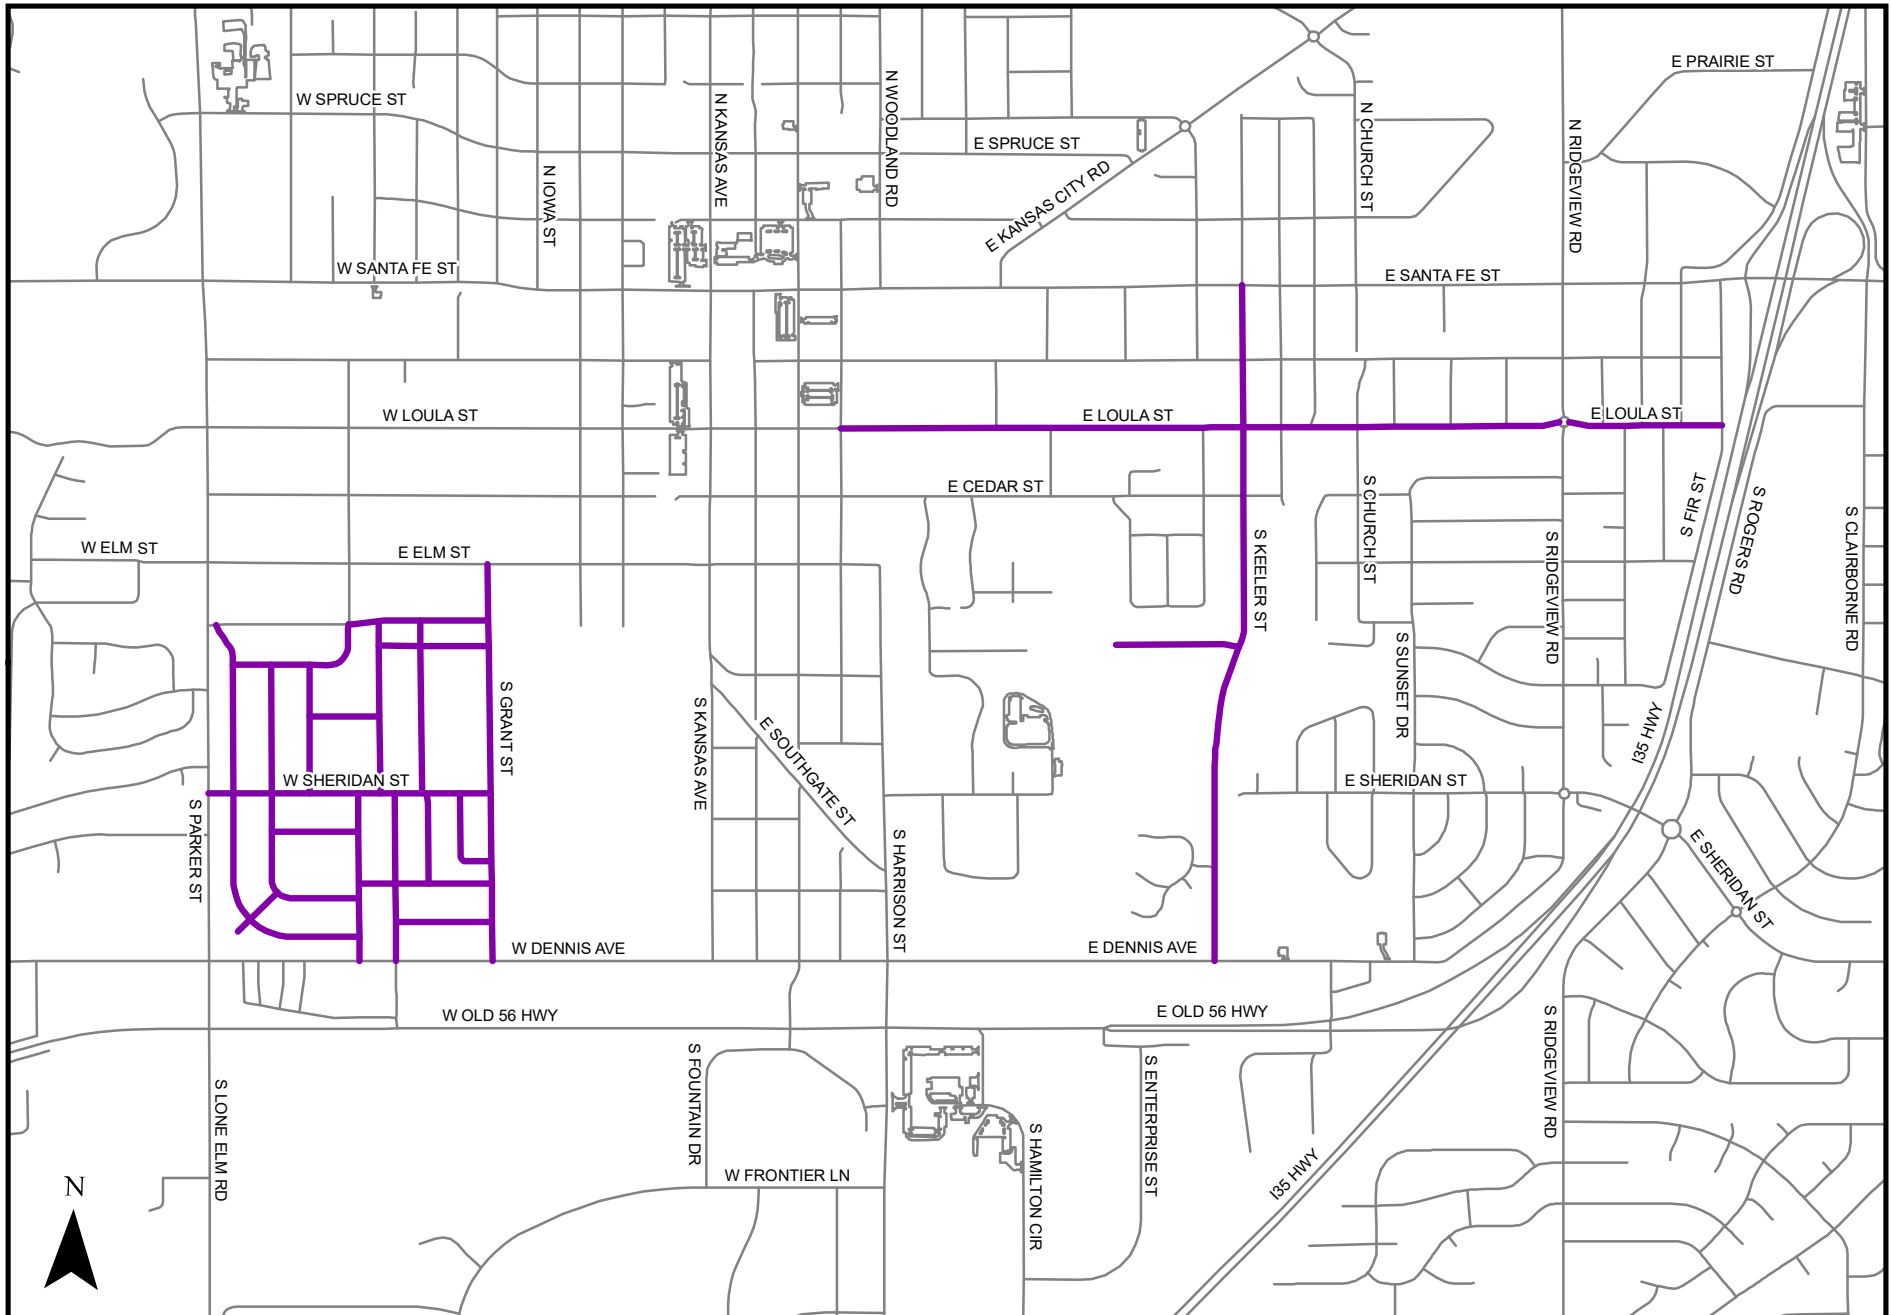 E PRAIRIE ST
W SPRUCE ST
N KANSAS AVE
N WOODLAND RD
E SPRUCE ST
N CHURCH ST
N RIDGEVIEW RD
N IOWA ST
E KANSAS CITY RD
W SANTA FE ST
E SANTA FE ST
W LOULA ST
E LOULA ST
E LOULA ST
E CEDAR ST
S CHURCH ST
S FIR ST
S ROGERS RD
S CLAIRBORNE RD
W ELM ST
E ELM ST
S KEELER ST
S RIDGEVIEW RD
S SUNSET DR
S GRANT ST
S KANSAS AVE
E SOUTHGATE ST
I35 HWY
W SHERIDAN ST
E SHERIDAN ST
S PARKER ST
S HARRISON ST
E SHERIDAN ST
W DENNIS AVE
E DENNIS AVE
W OLD 56 HWY
E OLD 56 HWY
S RIDGEVIEW RD
S FOUNTAIN DR
S ENTERPRISE ST
S LONE ELM RD
S HAMILTON CIR
W FRONTIER LN
I35 HWY
N